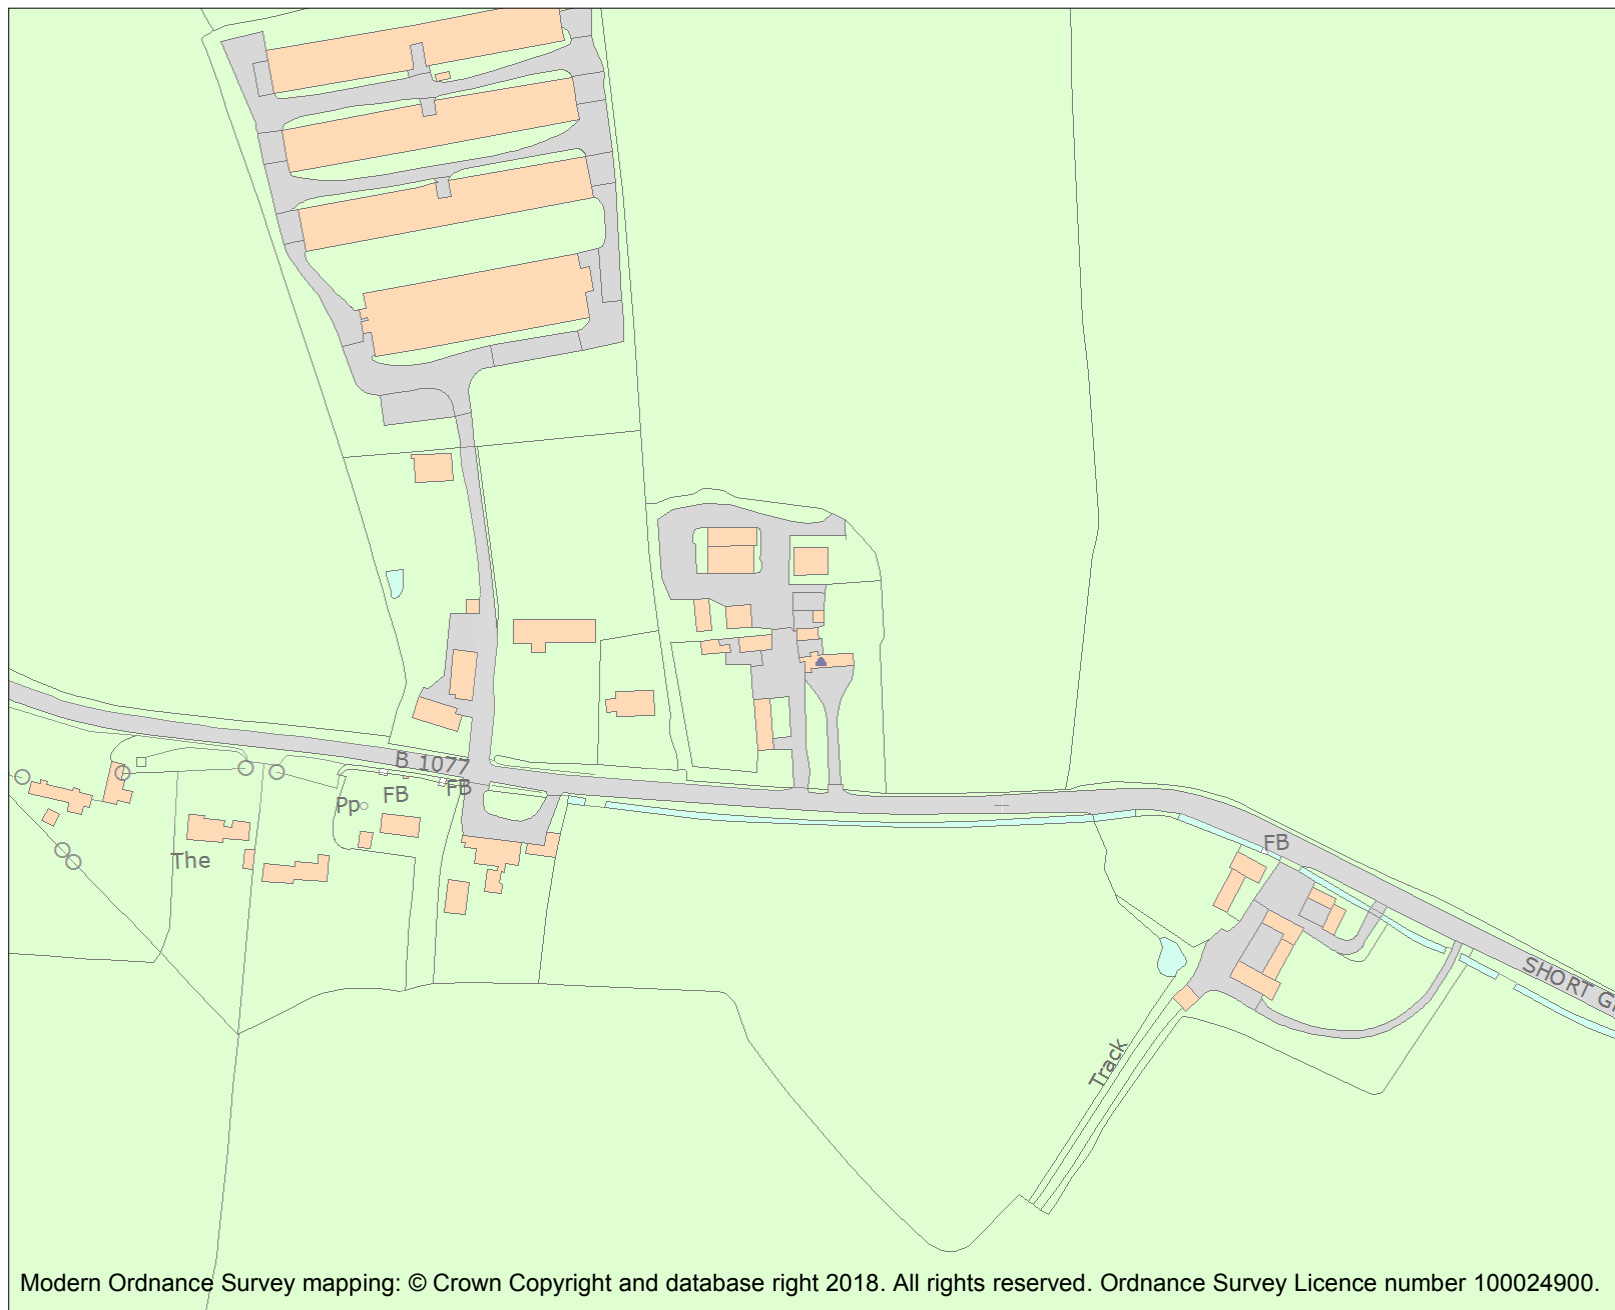 B 1077
FB
FB
Pp
The
FB
SHORT G
Track
Modern Ordnance Survey mapping: © Crown Copyright and database right 2018. All rights reserved. Ordnance Survey Licence number 100024900.